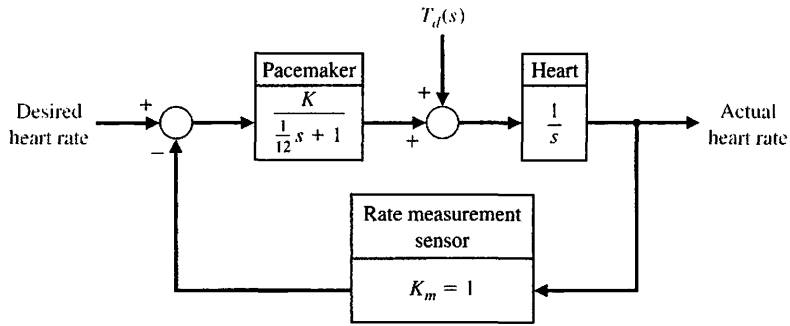 T_d(s)
Pacemaker
Heart
Desired
heart rate
+
−
K
1/12 s + 1
+
+
1
s
Actual
heart rate
Rate measurement
sensor
K_m = 1